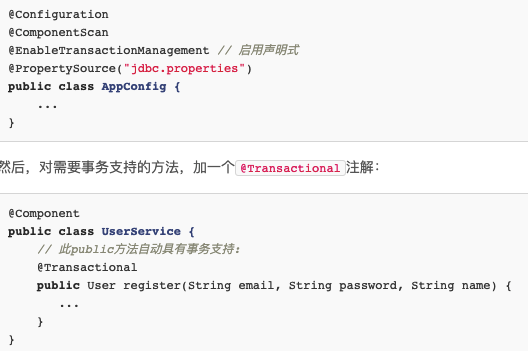 @Configuration
@ComponentScan
@EnableTransactionManagement // 启用声明式
@PropertySource("jdbc.properties")
public class AppConfig {
    ...
}
然后，对需要事务支持的方法，加一个@Transactional注解：
@Component
public class UserService {
    // 此public方法自动具有事务支持:
    @Transactional
    public User register(String email, String password, String name) {
       ...
    }
}